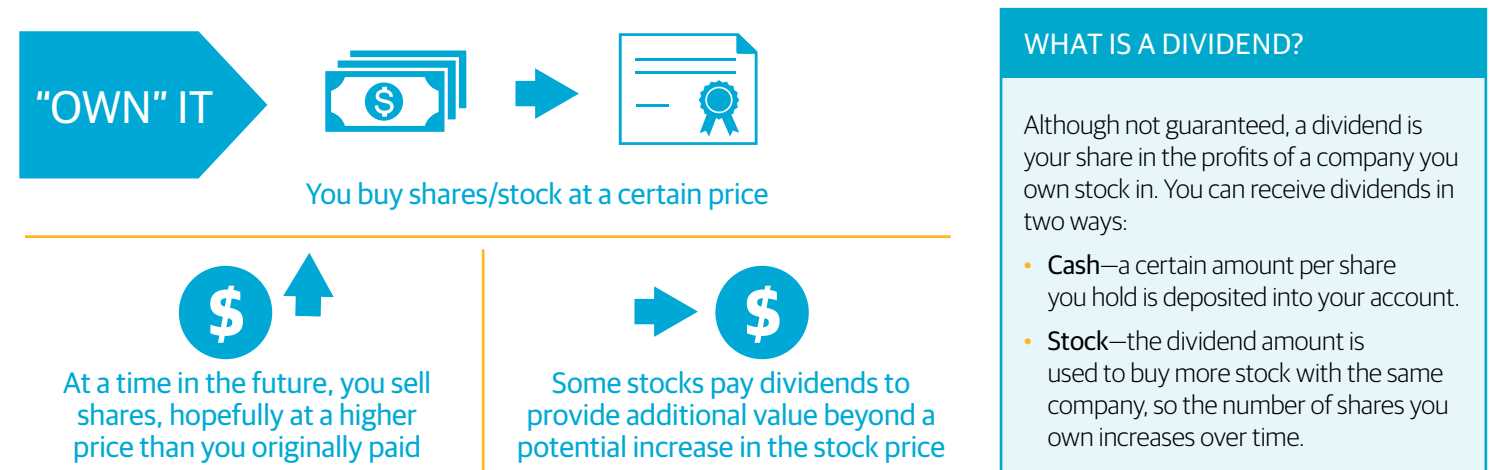 “OWN” IT
You buy shares/stock at a certain price
$
At a time in the future, you sell
shares, hopefully at a higher
price than you originally paid
$
Some stocks pay dividends to
provide additional value beyond a
potential increase in the stock price
$
WHAT IS A DIVIDEND?
Although not guaranteed, a dividend is
your share in the profits of a company you
own stock in. You can receive dividends in
two ways:
• Cash—a certain amount per share
you hold is deposited into your account.
• Stock—the dividend amount is
used to buy more stock with the same
company, so the number of shares you
own increases over time.